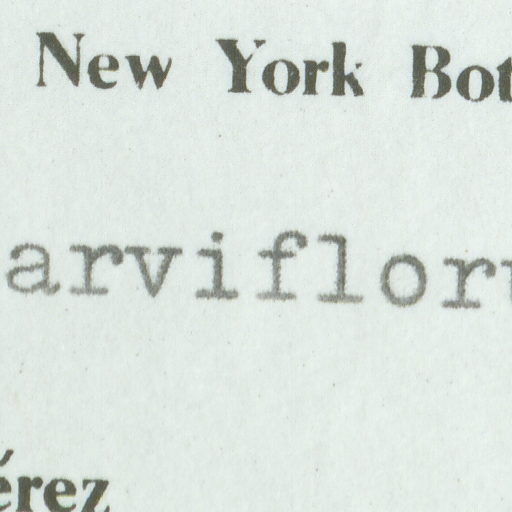 New York Bot
arviflor
érez